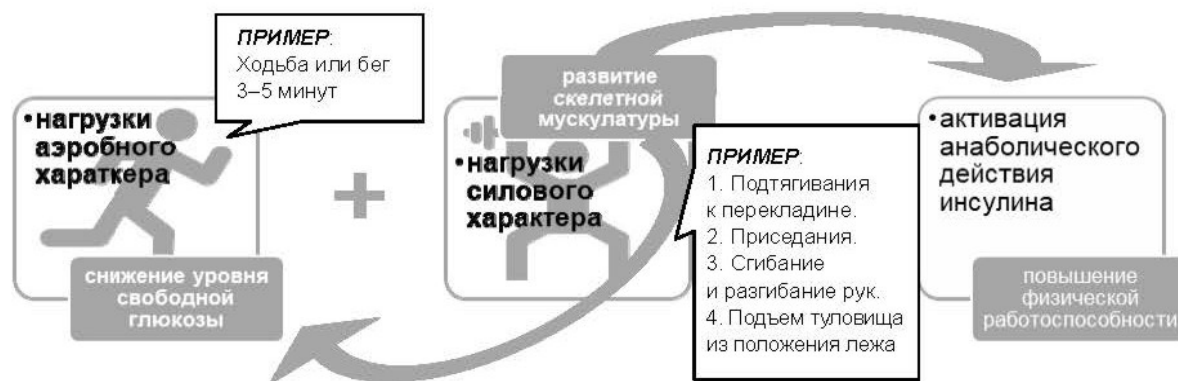 ПРИМЕР:
Ходьба или бег
3–5 минут
•нагрузки
аэробного
хараткера
снижение уровня
свободной
глюкозы
+
развитие
скелетной
мускулатуры
•нагрузки
силового
характера
ПРИМЕР:
1. Подтягивания
к перекладине.
2. Приседания.
3. Сгибание
и разгибание рук.
4. Подъем туловища
из положения лежа
•активация
анаболического
действия
инсулина
повышение
физической
работоспособности